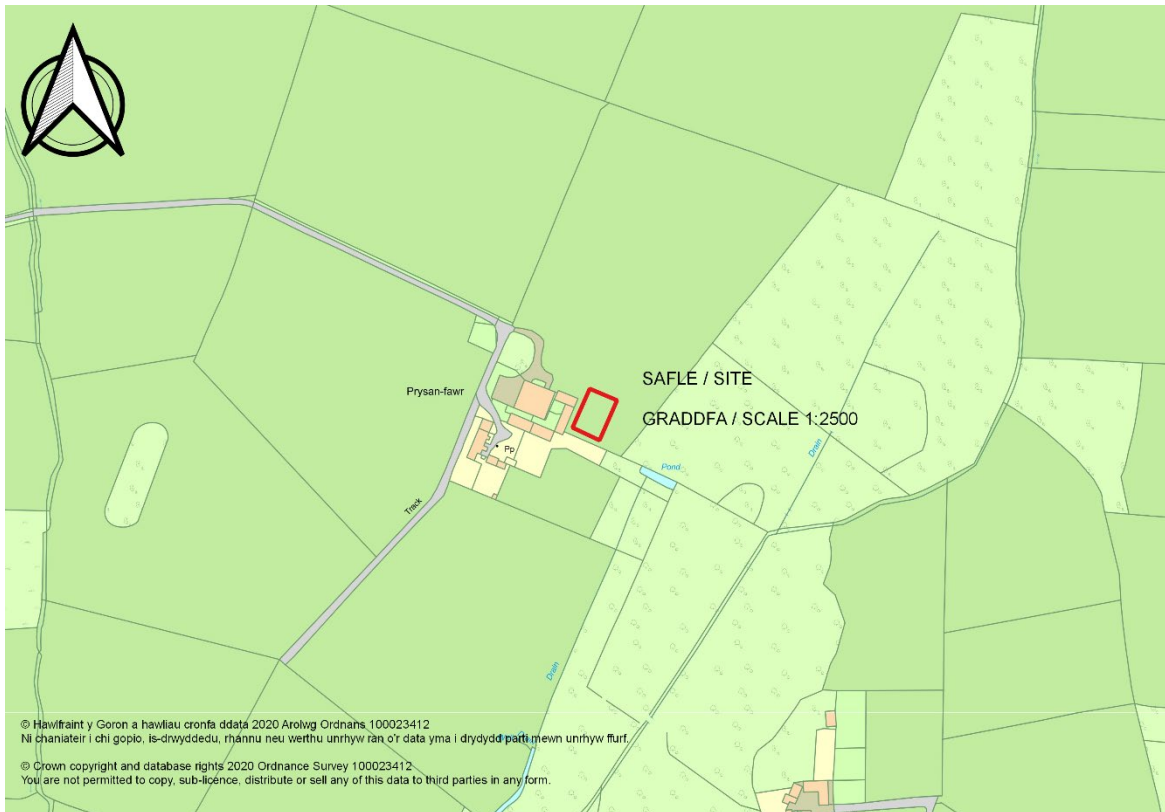 SAFLE / SITE
GRADDFA / SCALE 1:2500
Prysan-fawr
Pp
Pond
Drain
Track
Drain
© Hawlfraint y Goron a hawliau cronfa ddata 2020 Arolwg Ordnans 100023412
Ni chaniateir i chi gopio, is-drwyddedu, rhannu neu werthu unrhyw ran o'r data yma i drydydd parti mewn unrhyw ffurf.
© Crown copyright and database rights 2020 Ordnance Survey 100023412
You are not permitted to copy, sub-licence, distribute or sell any of this data to third parties in any form.